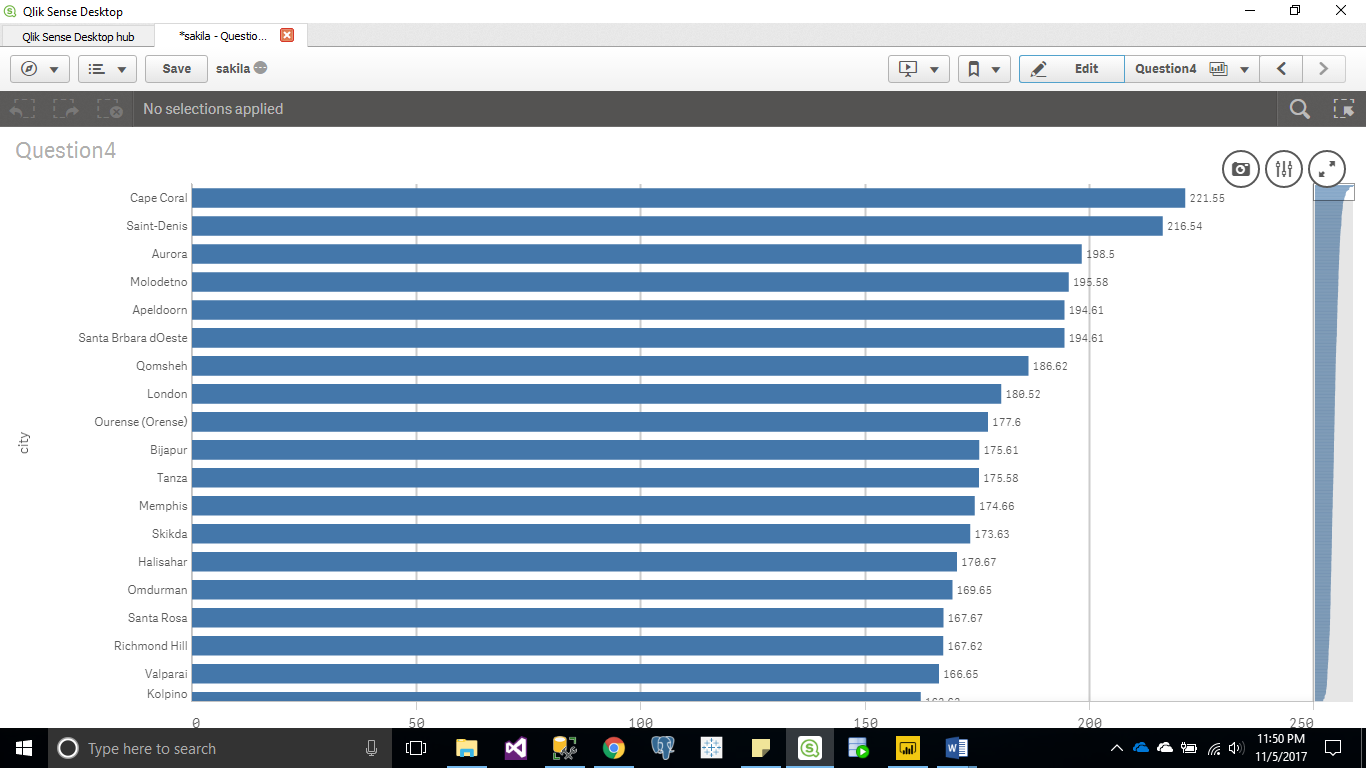 Qlik Sense Desktop
Qlik Sense Desktop hub
*sakila - Questio...
Save
sakila
Edit
Question4
No selections applied
Question4
city
Cape Coral 221.55
Saint-Denis 216.54
Aurora 198.5
Molodetno 195.58
Apeldoorn 194.61
Santa Brbara dOeste 194.61
Qomsheh 186.62
London 180.52
Ourense (Orense) 177.6
Bijapur 175.61
Tanza 175.58
Memphis 174.66
Skikda 173.63
Halisahar 170.67
Omdurman 169.65
Santa Rosa 167.67
Richmond Hill 167.62
Valparai 166.65
Kolpino
0 50 100 150 200 250
Type here to search
11:50 PM
11/5/2017